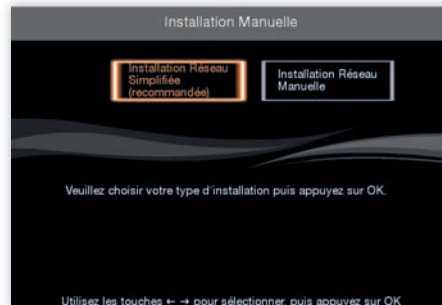 Installation Manuelle
Installation Réseau
Simplifiée
(recommandée)
Installation Réseau
Manuelle
Veuillez choisir votre type d'installation puis appuyez sur OK.
Utilisez les touches ← → pour sélectionner, puis appuyez sur OK